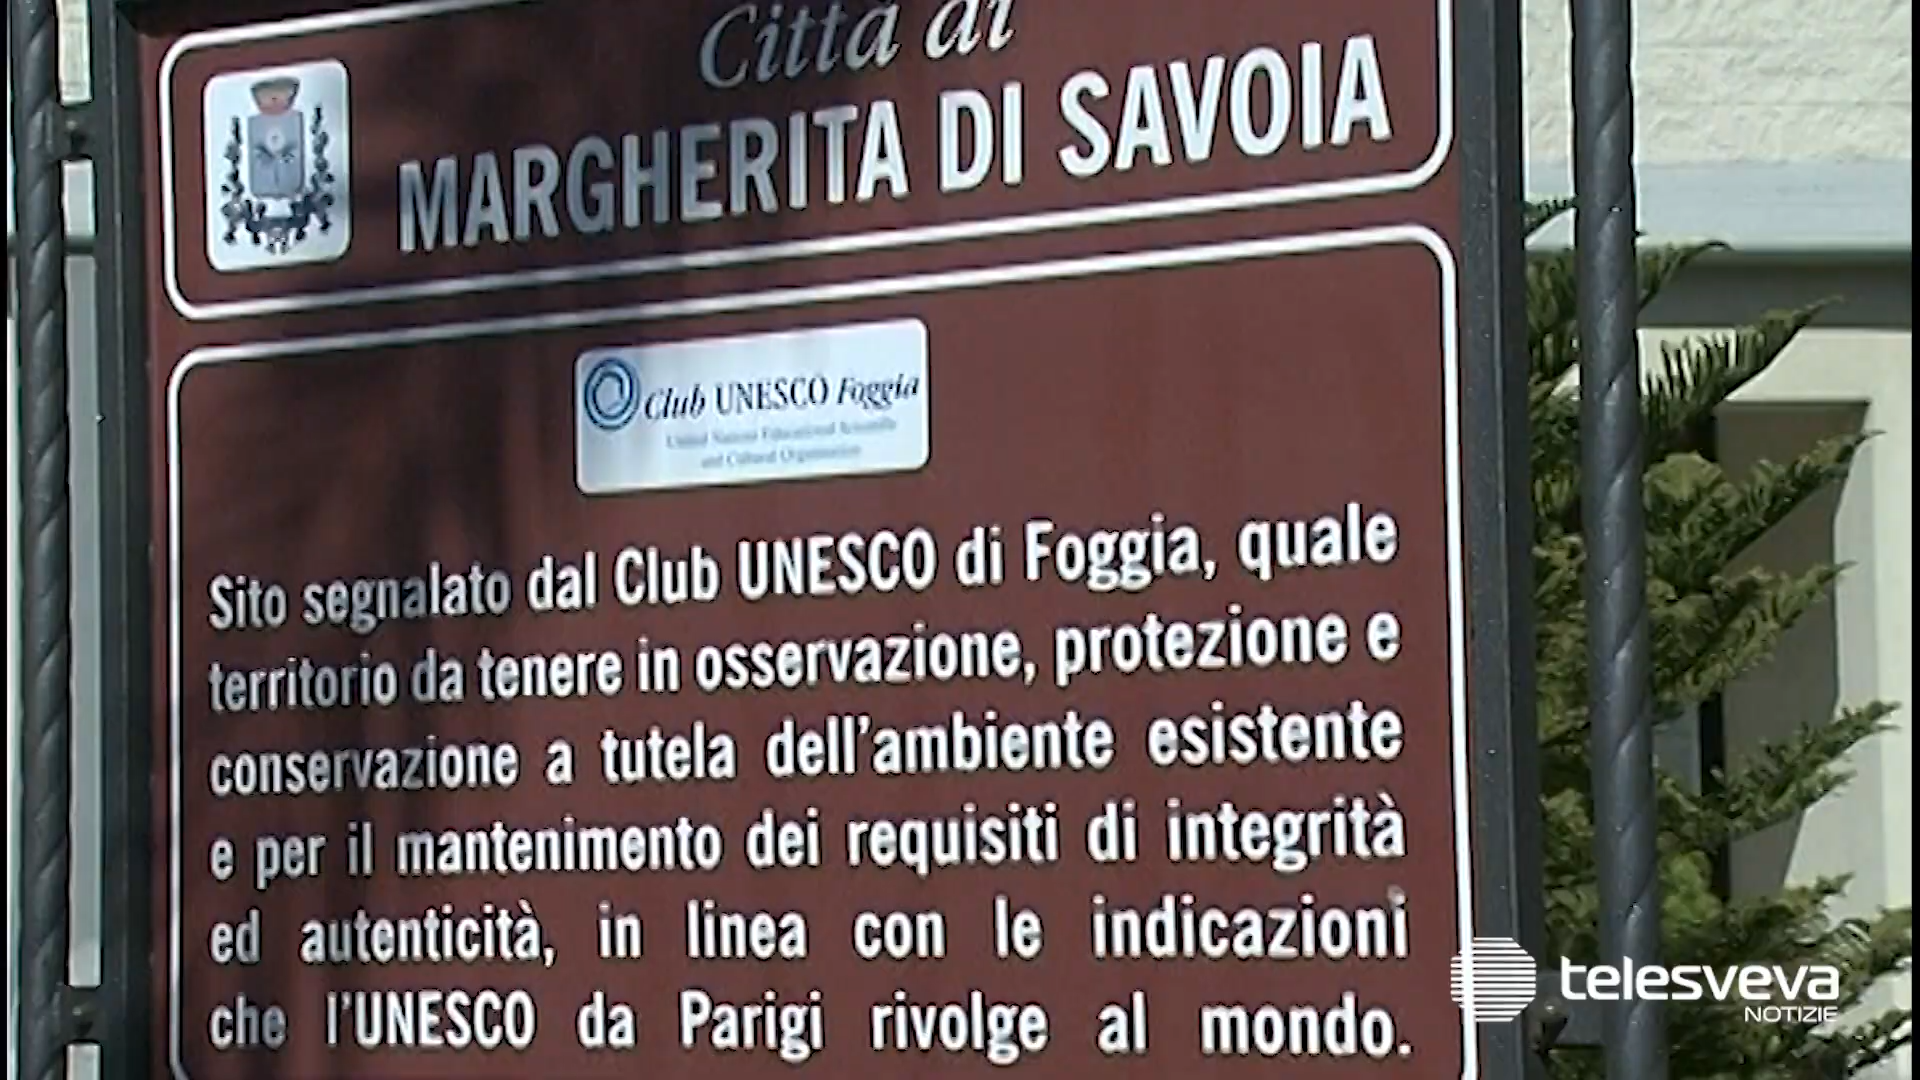 Città di
MARGHERITA DI SAVOIA
Club UNESCO Foggia
United Nations Educational Scientific
and Cultural Organization
Sito segnalato dal Club UNESCO di Foggia, quale
territorio da tenere in osservazione, protezione e
conservazione a tutela dell'ambiente esistente
e per il mantenimento dei requisiti di integrità
ed autenticità, in linea con le indicazioni
che l'UNESCO da Parigi rivolge al mondo.
telesveva
NOTIZIE